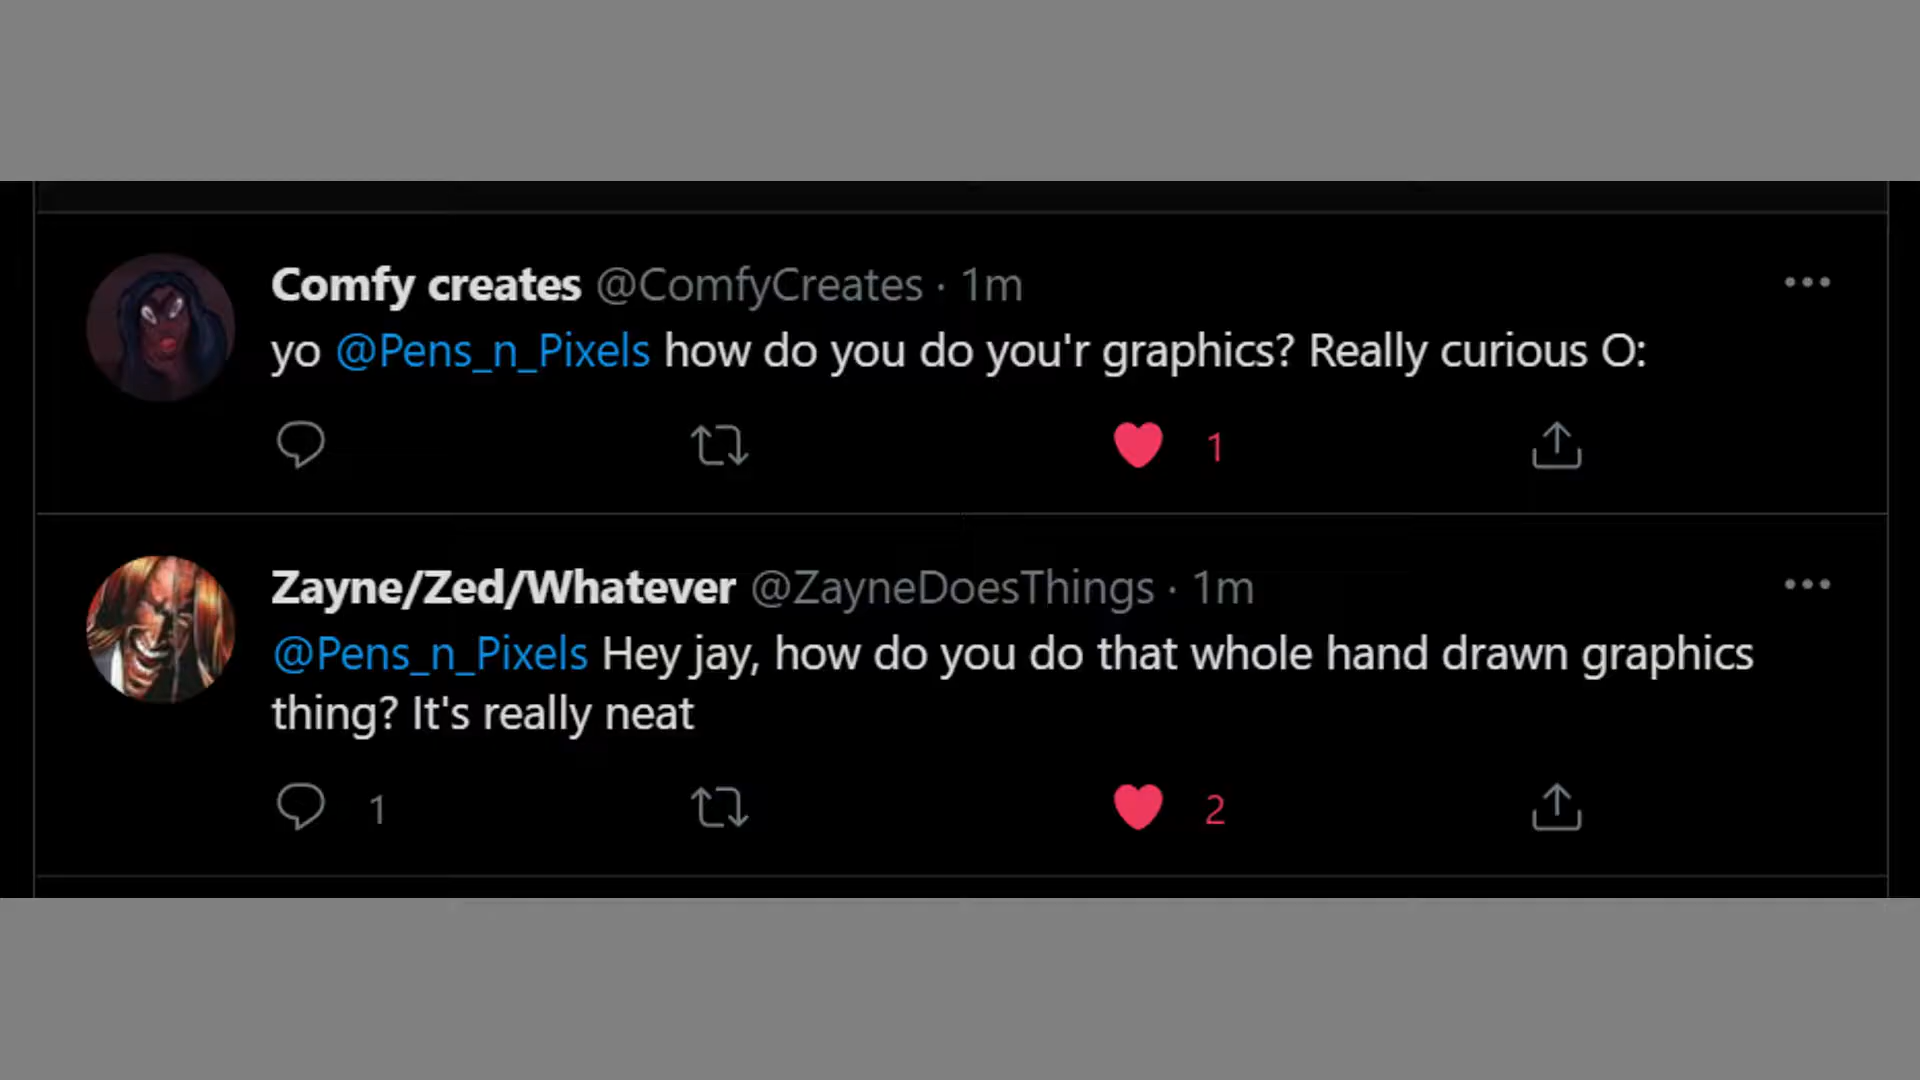 Comfy creates @ComfyCreates · 1m
yo @Pens_n_Pixels how do you do you'r graphics? Really curious O:
1
Zayne/Zed/Whatever @ZayneDoesThings · 1m
@Pens_n_Pixels Hey jay, how do you do that whole hand drawn graphics
thing? It's really neat
1 2